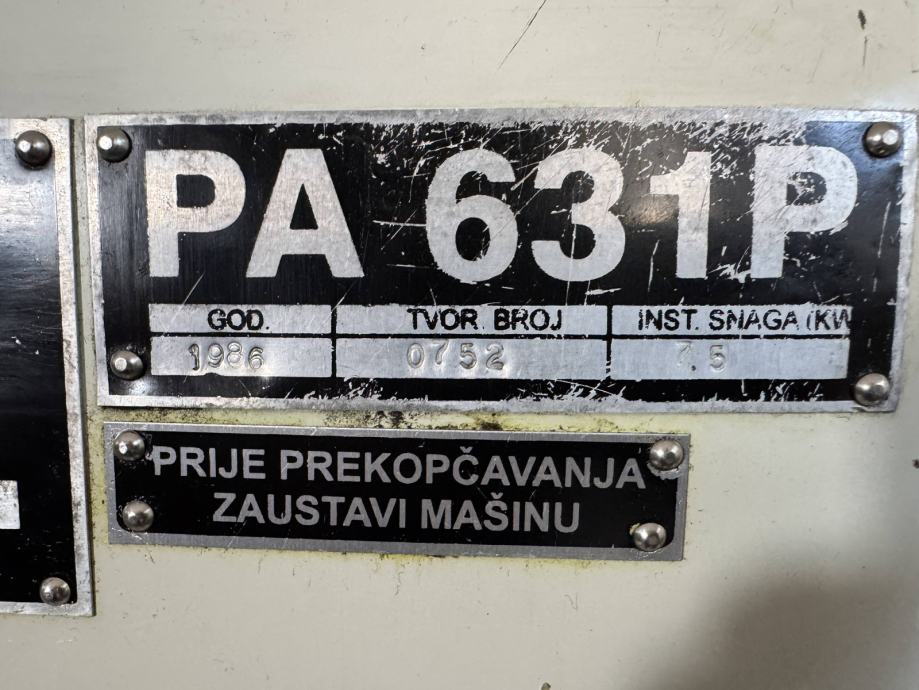 PA 631P
GOD. TVOR. BROJ INST. SNAGA (KW
1986 0752 7.5
PRIJE PREKOPČAVANJA
ZAUSTAVI MAŠINU